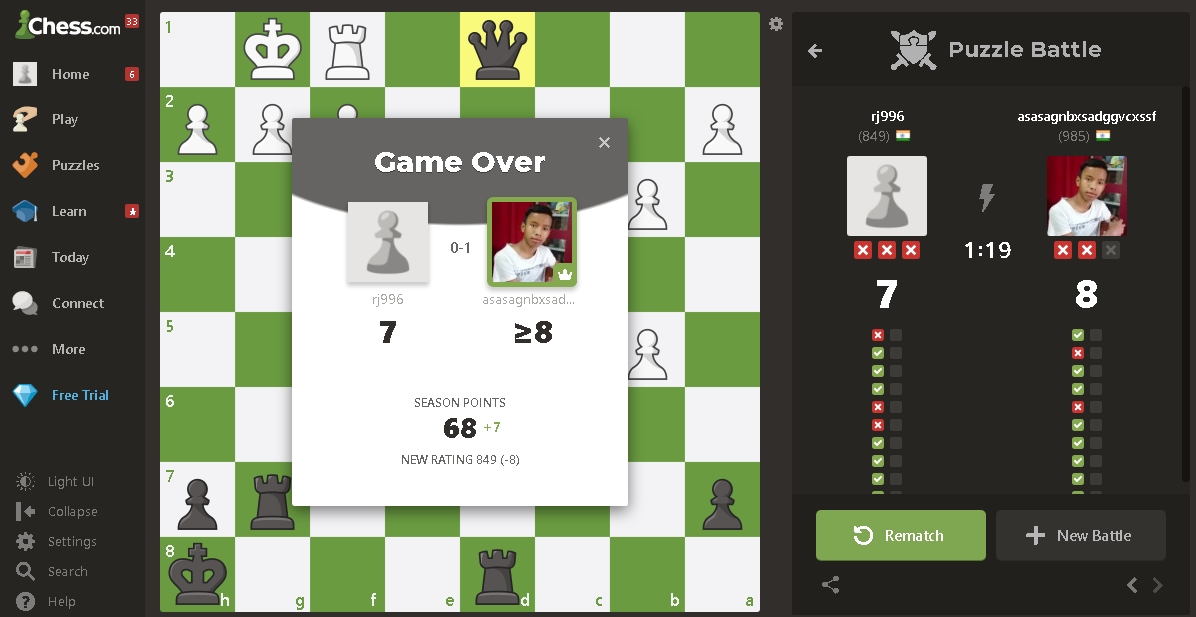 Chess.com 33
Home 6
Play
Puzzles
Learn
Today
Connect
More
Free Trial
Light UI
Collapse
Settings
Search
Help
1
2
3
4
5
6
7
8
h g f e d c b a
Game Over
0-1
rj996 asasagnbxsad...
7 ≥8
SEASON POINTS
68 +7
NEW RATING 849 (-8)
Puzzle Battle
rj996 asasagnbxsadggvcxssf
(849) (985)
1:19
7 8
Rematch New Battle